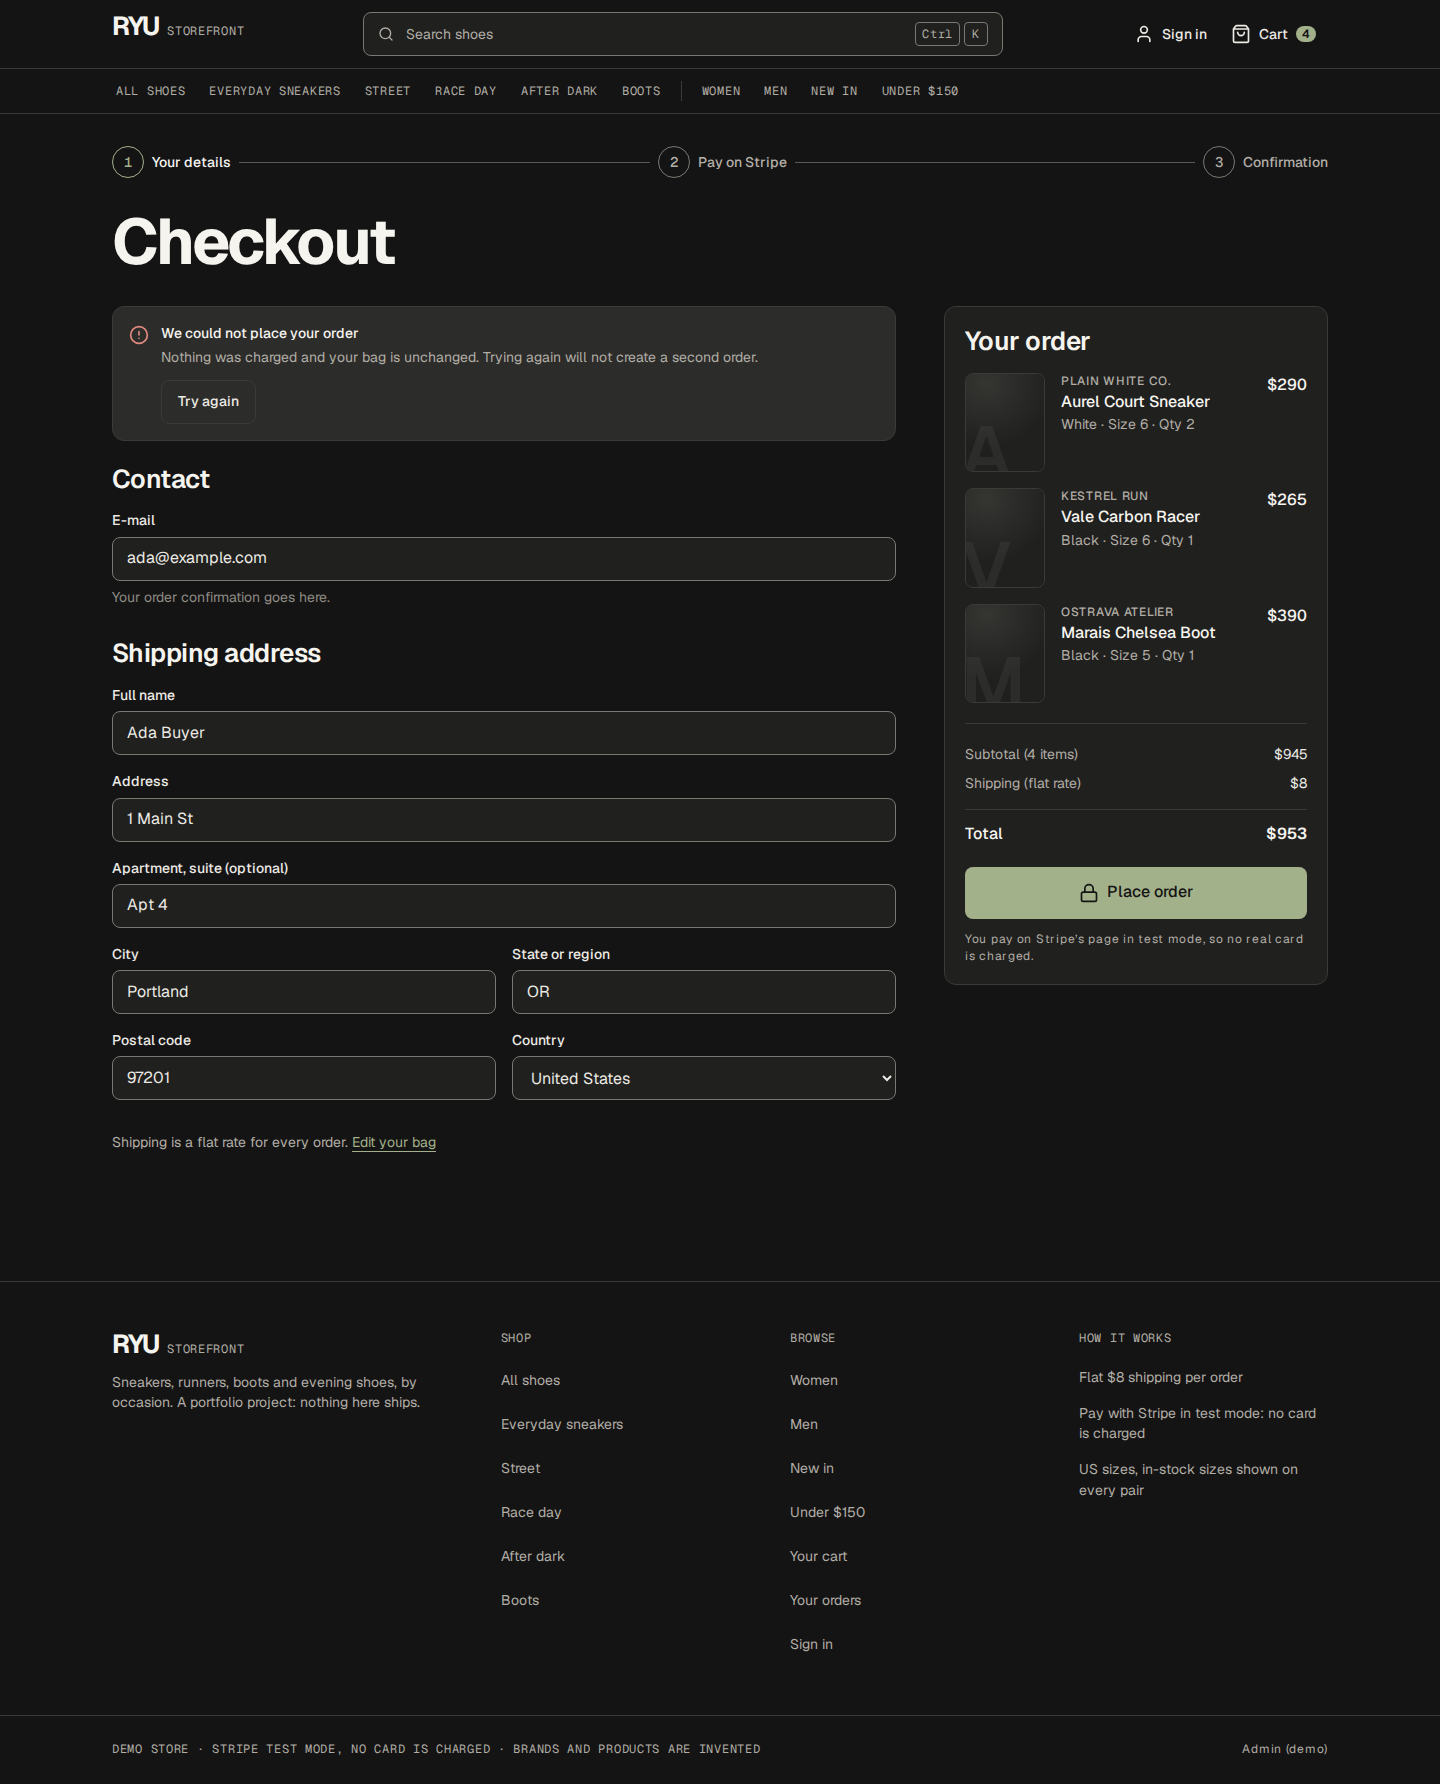 RYU STOREFRONT
Search shoes
Ctrl K
Sign in
Cart 4
ALL SHOES EVERYDAY SNEAKERS STREET RACE DAY AFTER DARK BOOTS WOMEN MEN NEW IN UNDER $150
1 Your details
2 Pay on Stripe
3 Confirmation
Checkout
We could not place your order
Nothing was charged and your bag is unchanged. Trying again will not create a second order.
Try again
Contact
E-mail
ada@example.com
Your order confirmation goes here.
Shipping address
Full name
Ada Buyer
Address
1 Main St
Apartment, suite (optional)
Apt 4
City
Portland
State or region
OR
Postal code
97201
Country
United States
Shipping is a flat rate for every order. Edit your bag
Your order
A
PLAIN WHITE CO.
Aurel Court Sneaker
White · Size 6 · Qty 2
$290
V
KESTREL RUN
Vale Carbon Racer
Black · Size 6 · Qty 1
$265
M
OSTRAVA ATELIER
Marais Chelsea Boot
Black · Size 5 · Qty 1
$390
Subtotal (4 items) $945
Shipping (flat rate) $8
Total $953
Place order
You pay on Stripe's page in test mode, so no real card
is charged.
RYU STOREFRONT
Sneakers, runners, boots and evening shoes, by
occasion. A portfolio project: nothing here ships.
SHOP
All shoes
Everyday sneakers
Street
Race day
After dark
Boots
BROWSE
Women
Men
New in
Under $150
Your cart
Your orders
Sign in
HOW IT WORKS
Flat $8 shipping per order
Pay with Stripe in test mode: no card
is charged
US sizes, in-stock sizes shown on
every pair
DEMO STORE · STRIPE TEST MODE, NO CARD IS CHARGED · BRANDS AND PRODUCTS ARE INVENTED
Admin (demo)